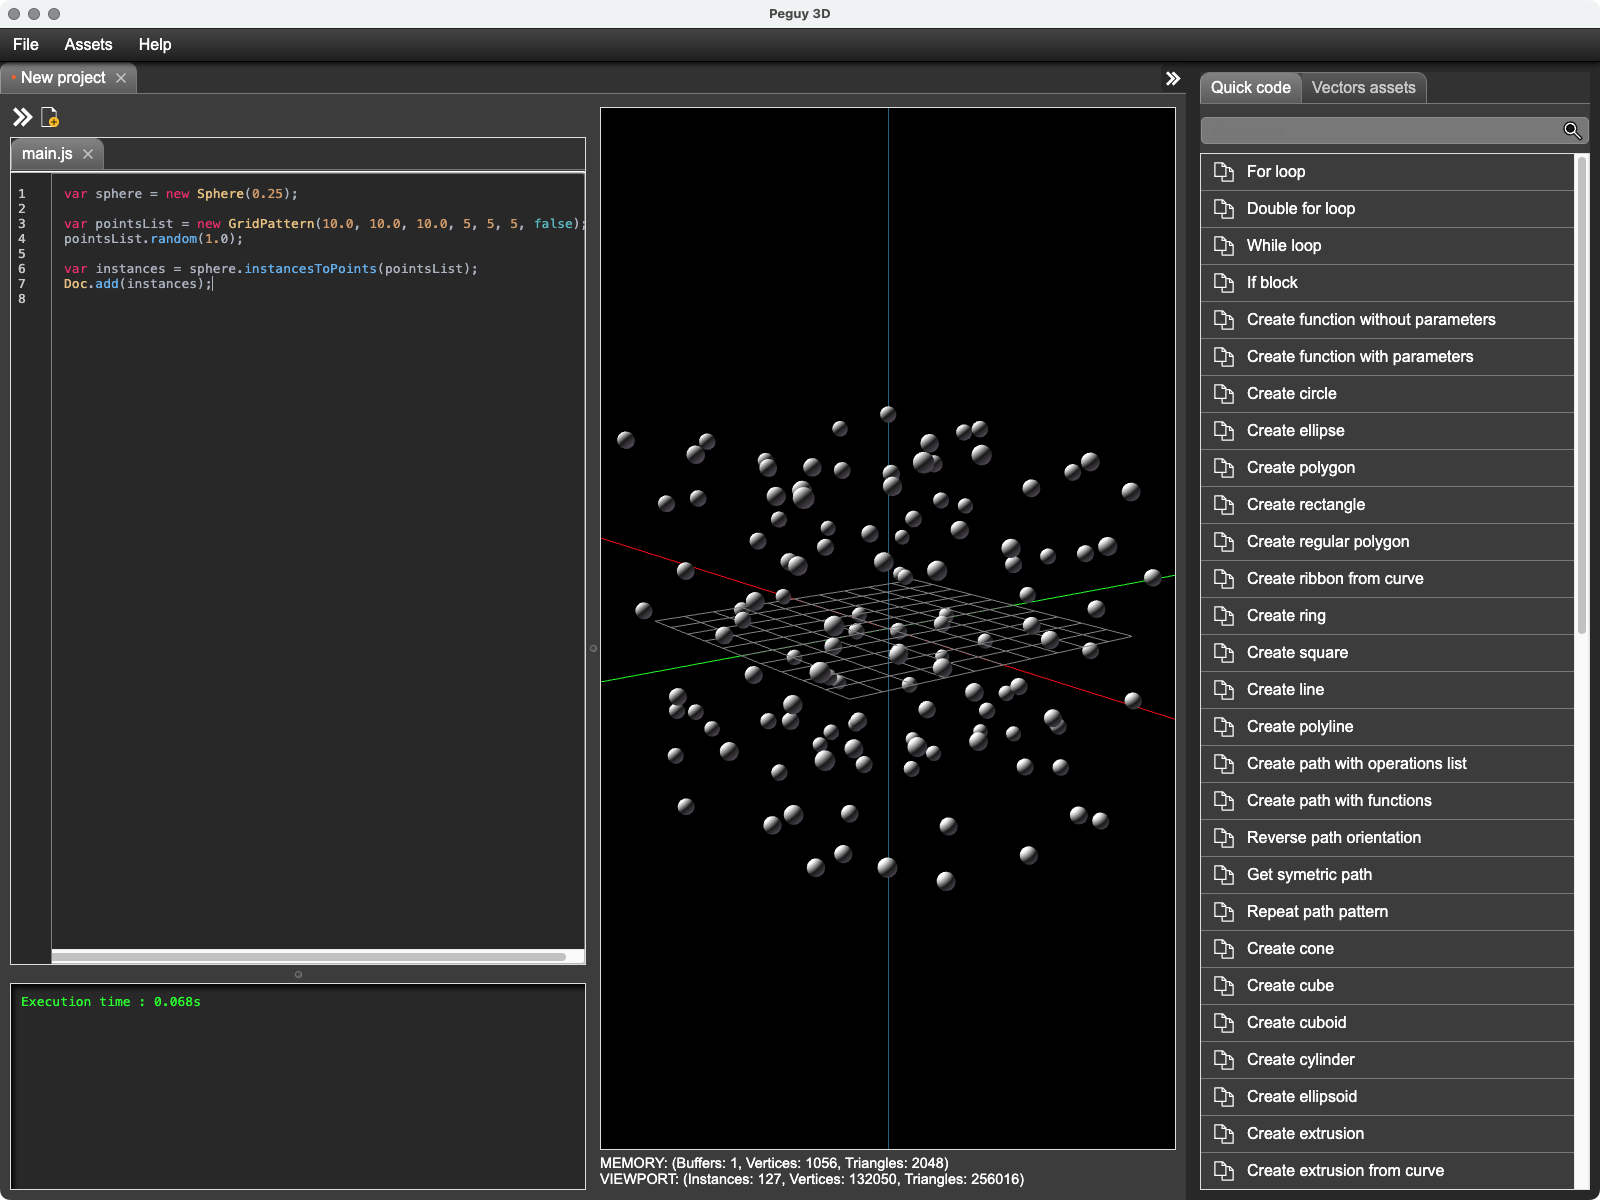 Peguy 3D
File Assets Help
New project
main.js
1 var sphere = new Sphere(0.25);
2
3 var pointsList = new GridPattern(10.0, 10.0, 10.0, 5, 5, 5, false);
4 pointsList.random(1.0);
5
6 var instances = sphere.instancesToPoints(pointsList);
7 Doc.add(instances);
8
Execution time : 0.068s
MEMORY: (Buffers: 1, Vertices: 1056, Triangles: 2048)
VIEWPORT: (Instances: 127, Vertices: 132050, Triangles: 256016)
Quick code Vectors assets
For loop
Double for loop
While loop
If block
Create function without parameters
Create function with parameters
Create circle
Create ellipse
Create polygon
Create rectangle
Create regular polygon
Create ribbon from curve
Create ring
Create square
Create line
Create polyline
Create path with operations list
Create path with functions
Reverse path orientation
Get symetric path
Repeat path pattern
Create cone
Create cube
Create cuboid
Create cylinder
Create ellipsoid
Create extrusion
Create extrusion from curve